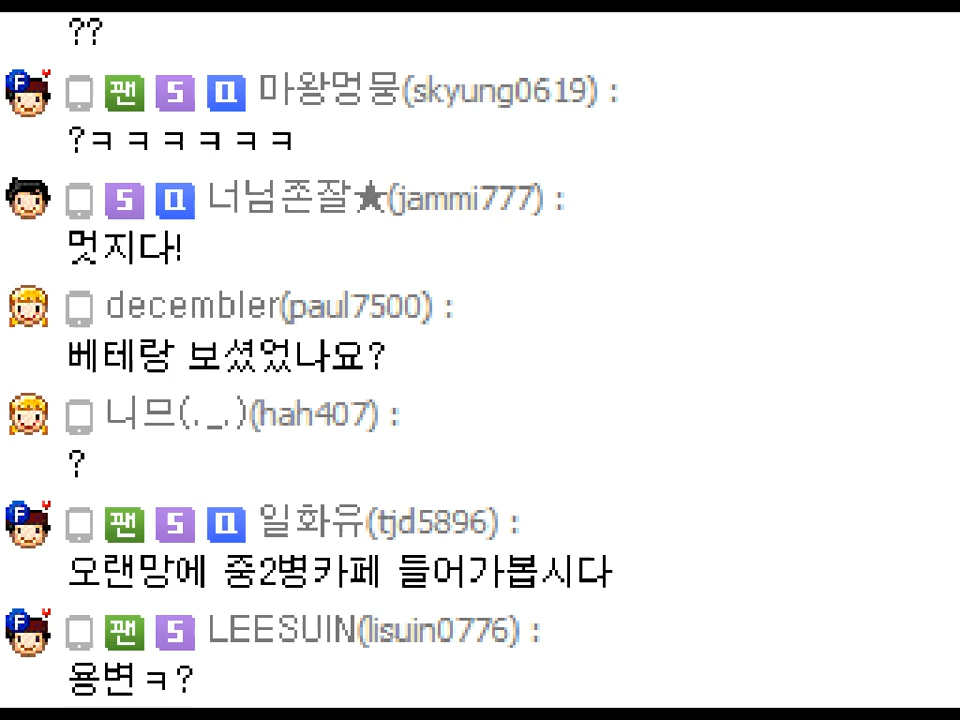 ??
F 팬 S Q 마왕멍뭉(skyung0619) :
?ㅋㅋㅋㅋㅋㅋ
S Q 너넘존잘★(jammi777) :
멋지다!
decembler(paul7500) :
베테랑 보셨었나요?
니므(._.)(hah407) :
?
F 팬 S Q 일화유(tjd5896) :
오랜망에 중2병카페 들어가봅시다
F 팬 S LEESUIN(lisuin0776) :
용변ㅋ?